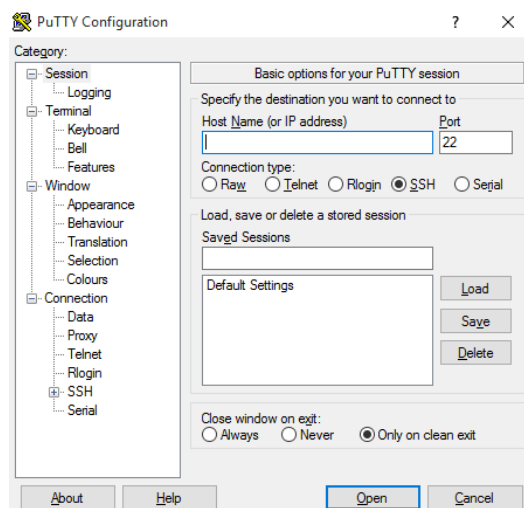 PuTTY Configuration
?
Category:
Session
Logging
Terminal
Keyboard
Bell
Features
Window
Appearance
Behaviour
Translation
Selection
Colours
Connection
Data
Proxy
Telnet
Rlogin
SSH
Serial
Basic options for your PuTTY session
Specify the destination you want to connect to
Host Name (or IP address) Port
22
Connection type:
Raw Telnet Rlogin SSH Serial
Load, save or delete a stored session
Saved Sessions
Default Settings
Load
Save
Delete
Close window on exit:
Always Never Only on clean exit
About Help Open Cancel